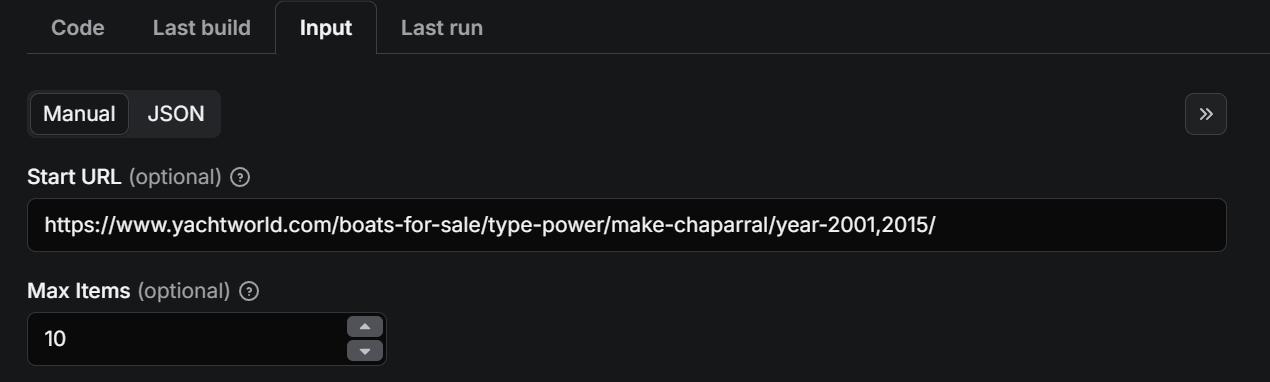 Code Last build Input Last run
Manual JSON
Start URL (optional) ?
https://www.yachtworld.com/boats-for-sale/type-power/make-chaparral/year-2001,2015/
Max Items (optional) ?
10